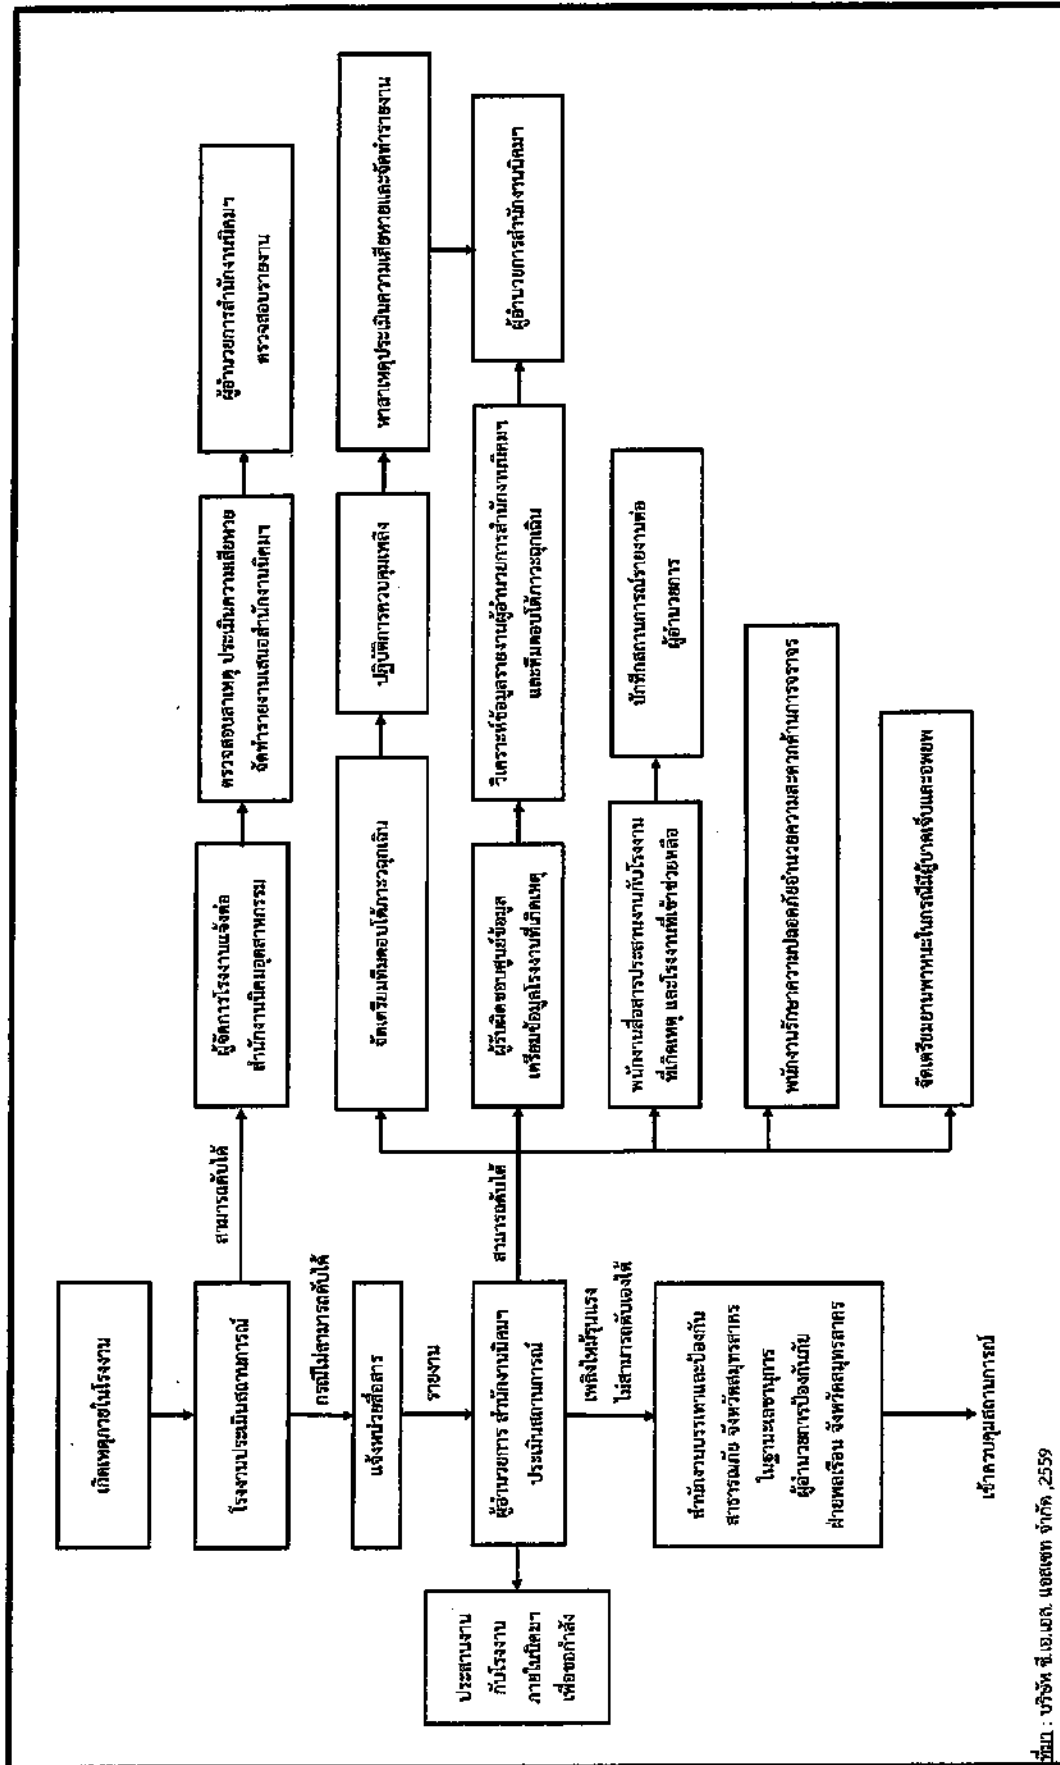 เกิดเหตุภายในโรงงาน
โรงงานประเมินสถานการณ์
สามารถดับได้
ผู้จัดการโรงงานแจ้งต่อ
สำนักงานนิคมอุตสาหกรรม
ตรวจสอบสาเหตุ ประเมินความเสียหาย
จัดทำรายงานเสนอสำนักงานนิคมฯ
ผู้อำนวยการสำนักงานนิคมฯ
ตรวจสอบรายงาน
กรณีไม่สามารถดับได้
แจ้งหน่วยสื่อสาร
รายงาน
จัดเตรียมทีมตอบโต้ภาะวฉุกเฉิน
ปฏิบัติการควบคุมเพลิง
หาสาเหตุประเมินความเสียหายและจัดทำรายงาน
ประสานงาน
กับโรงงาน
ภายในนิคมฯ
เพื่อขอกำลัง
ผู้อำนวยการ สำนักงานนิคมฯ
ประเมินสถานการณ์
สามารถดับได้
ผู้รับผิดชอบศูนย์ข้อมูล
เตรียมข้อมูลโรงงานที่เกิดเหตุ
วิเคราะห์ข้อมูลรายงานผู้อำนวยการสำนักงานนิคมฯ
และทีมตอบโต้ภาวะฉุกเฉิน
ผู้อำนวยการสำนักงานนิคมฯ
เพลิงไหม้รุนแรง
ไม่สามารถดับเองได้
พนักงานสื่อสารประสานงานกับโรงงาน
ที่เกิดเหตุ และโรงงานที่เข้าช่วยเหลือ
บันทึกสถานการณ์รายงานต่อ
ผู้อำนวยการ
สำนักงานบรรเทาและป้องกัน
สาธารณภัย จังหวัดสมุทรสาคร
ในฐานะเลขานุการ
ผู้อำนวยการป้องกันภัย
ฝ่ายพลเรือน จังหวัดสมุทรสาคร
พนักงานรักษาความปลอดภัยอำนวยความสะดวกด้านการจราจร
จัดเตรียมยานพาหนะในกรณีมีผู้บาดเจ็บและอพยพ
เข้าควบคุมสถานการณ์
ที่มา : บริษัท ซี.เอ.เอส. แอสเซท จำกัด ,2559